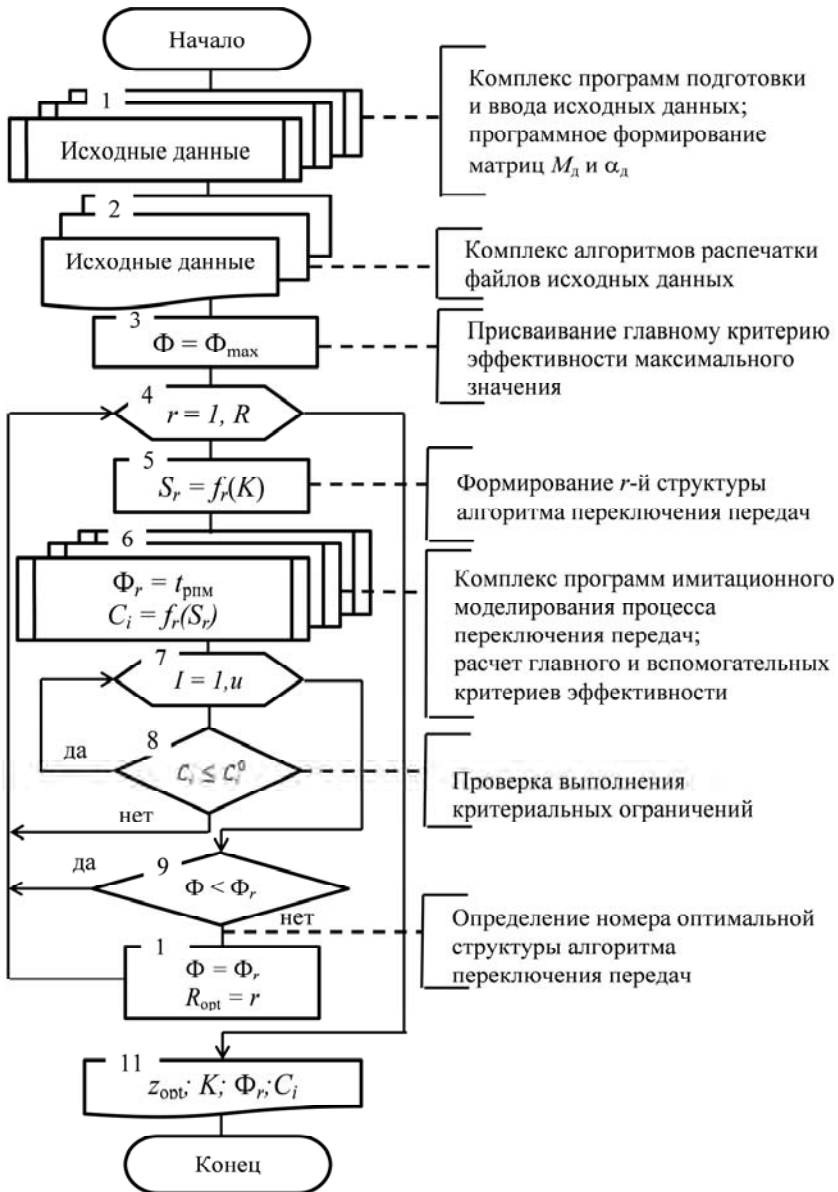 Начало
1
Исходные данные
Комплекс программ подготовки
и ввода исходных данных;
программное формирование
матриц Mд и αд
2
Исходные данные
Комплекс алгоритмов распечатки
файлов исходных данных
3
Φ = Φmax
Присваивание главному критерию
эффективности максимального
значения
4
r = 1, R
5
Sr = fr(K)
Формирование r-й структуры
алгоритма переключения передач
6
Φr = tрпм
Ci = fr(Sr)
Комплекс программ имитационного
моделирования процесса
переключения передач;
расчет главного и вспомогательных
критериев эффективности
7
I = 1,u
8
да
Ci ≤ Ci⁰
нет
Проверка выполнения
критериальных ограничений
9
да
Φ < Φr
нет
Определение номера оптимальной
структуры алгоритма
переключения передач
1
Φ = Φr
Ropt = r
11
zopt; K; Φr; Ci
Конец